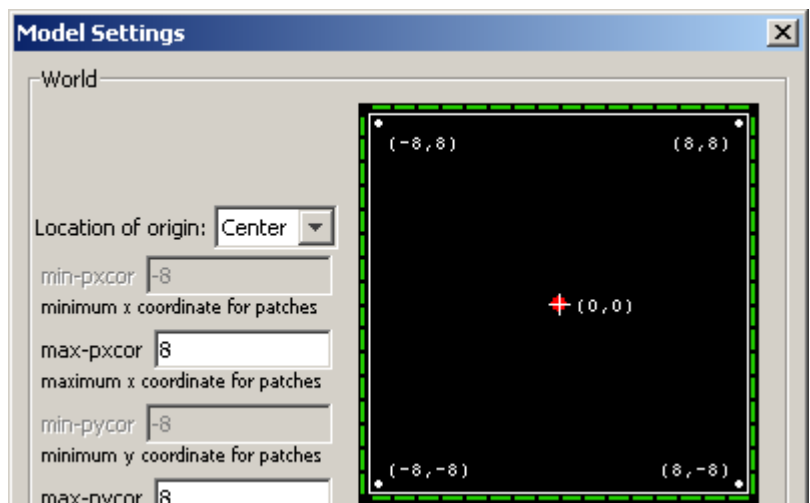 Model Settings
World
(-8,8)
(8,8)
Location of origin: Center
min-pxcor -8
minimum x coordinate for patches
(0,0)
max-pxcor 8
maximum x coordinate for patches
min-pycor -8
minimum y coordinate for patches
(-8,-8)
(8,-8)
max-pycor 8